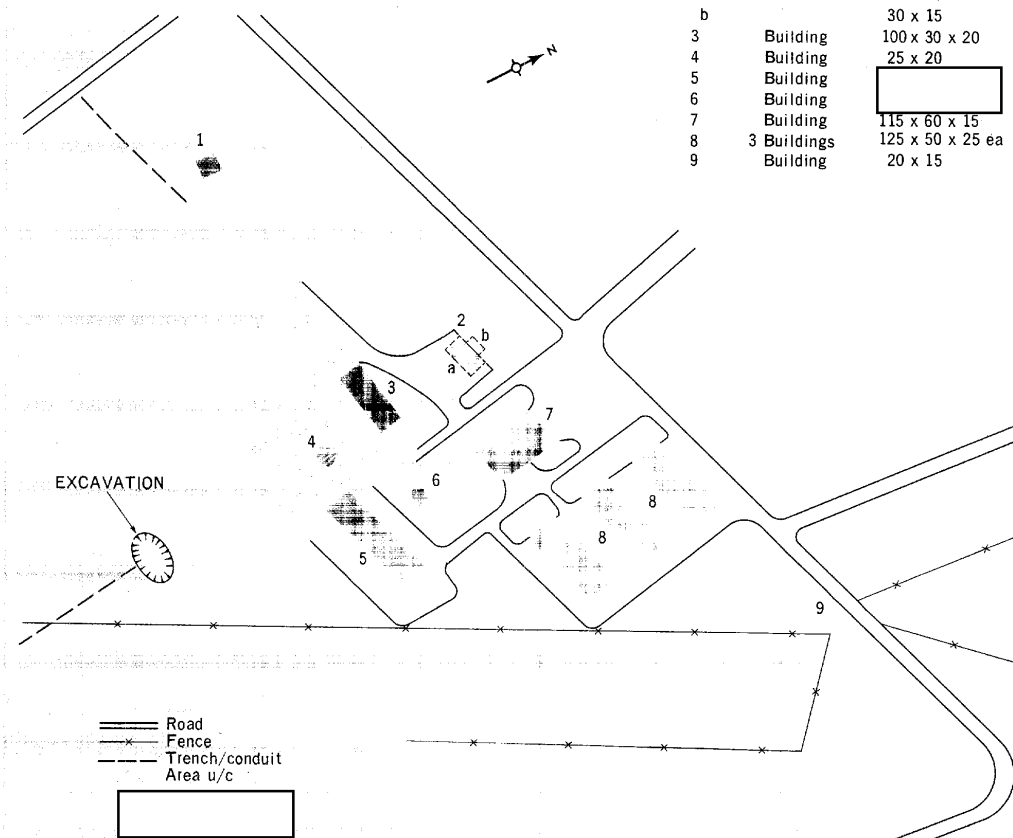 b 30 x 15
3 Building 100 x 30 x 20
4 Building 25 x 20
5 Building
6 Building
7 Building 115 x 60 x 15
8 3 Buildings 125 x 50 x 25 ea
9 Building 20 x 15
N
1
2
b
a
3
7
4
6
EXCAVATION
8
8
5
9
Road
Fence
Trench/conduit
Area u/c